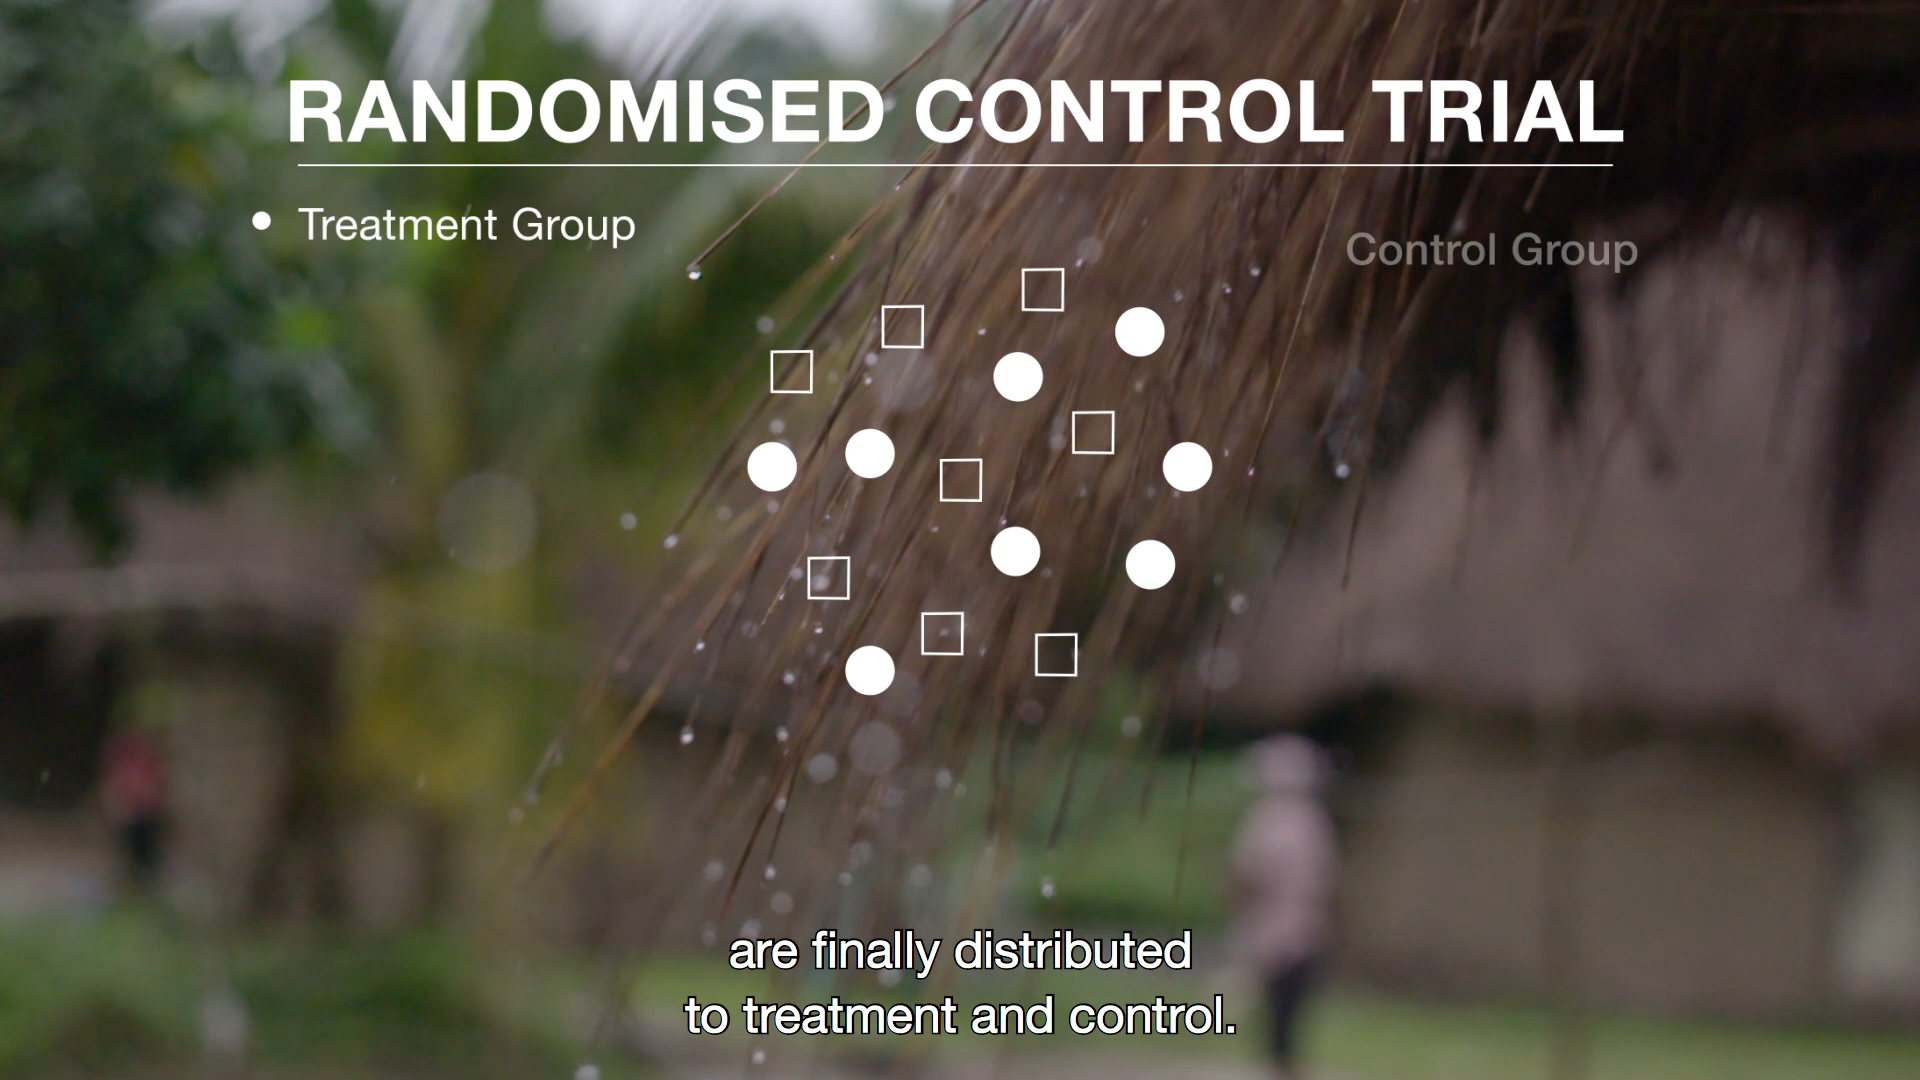 RANDOMISED CONTROL TRIAL
• Treatment Group
Control Group
are finally distributed
to treatment and control.